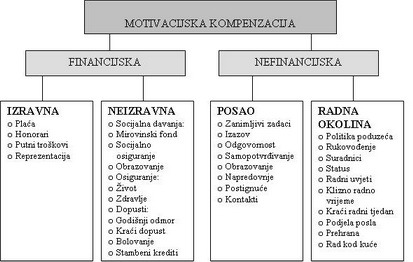 MOTIVACIJSKA KOMPENZACIJA
FINANCIJSKA
NEFINANCIJSKA
IZRAVNA
o Plaća
o Honorari
o Putni troškovi
o Reprezentacija
NEIZRAVNA
o Socijalna davanja:
o Mirovinski fond
o Socijalno
osiguranje
o Obrazovanje
o Osiguranje:
o Život
o Zdravlje
o Dopusti:
o Godišnji odmor
o Kraći dopust
o Bolovanje
o Stambeni krediti
POSAO
o Zanimljivi zadaci
o Izazov
o Odgovornost
o Samopotvrđivanje
o Obrazovanje
o Napredovnje
o Postignuće
o Kontakti
RADNA
OKOLINA
o Politika poduzeća
o Rukovođenje
o Suradnici
o Status
o Radni uvjeti
o Klizno radno
vrijeme
o Kraći radni tjedan
o Podjela posla
o Prehrana
o Rad kod kuće